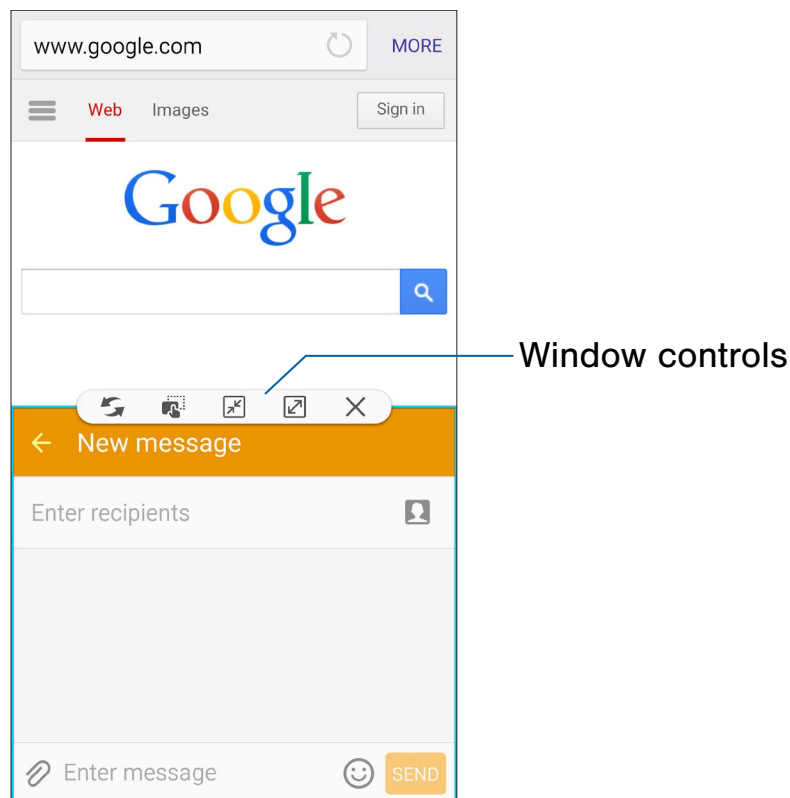 www.google.com MORE
Web Images Sign in
Google
Window controls
New message
Enter recipients
Enter message SEND